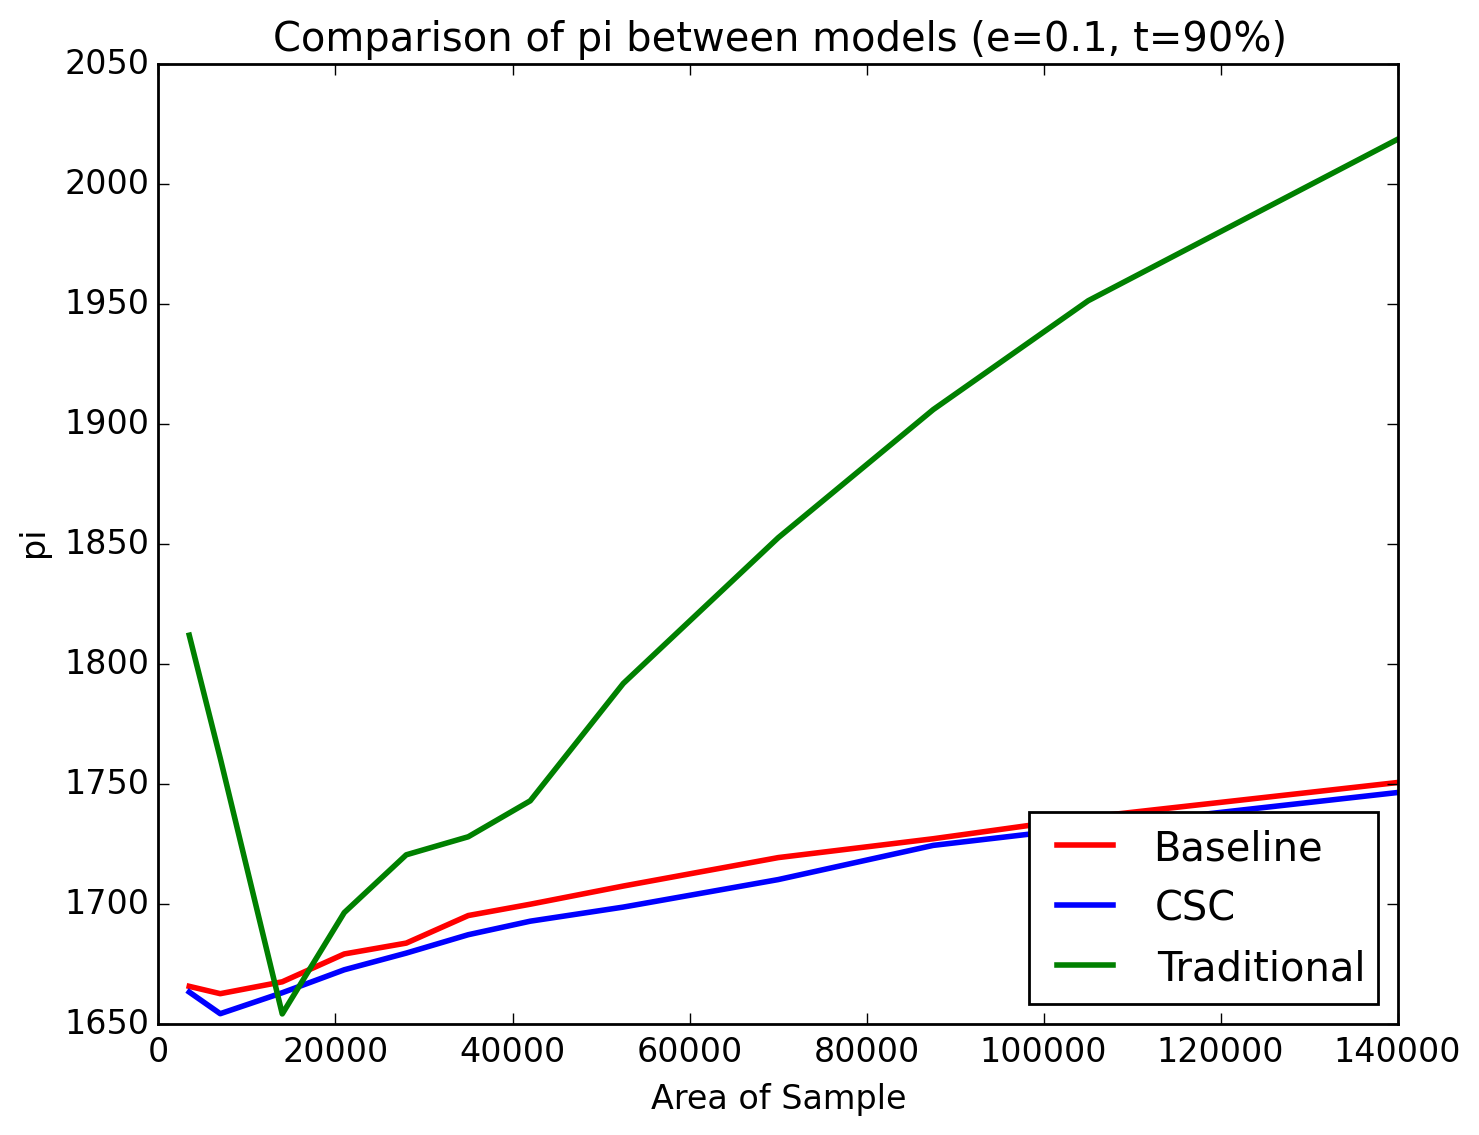 Comparison of pi between models (e=0.1, t=90%)
2050
2000
1950
1900
1850
1800
1750
1700
1650
pi
Baseline
CSC
Traditional
0 20000 40000 60000 80000 100000 120000 140000
Area of Sample